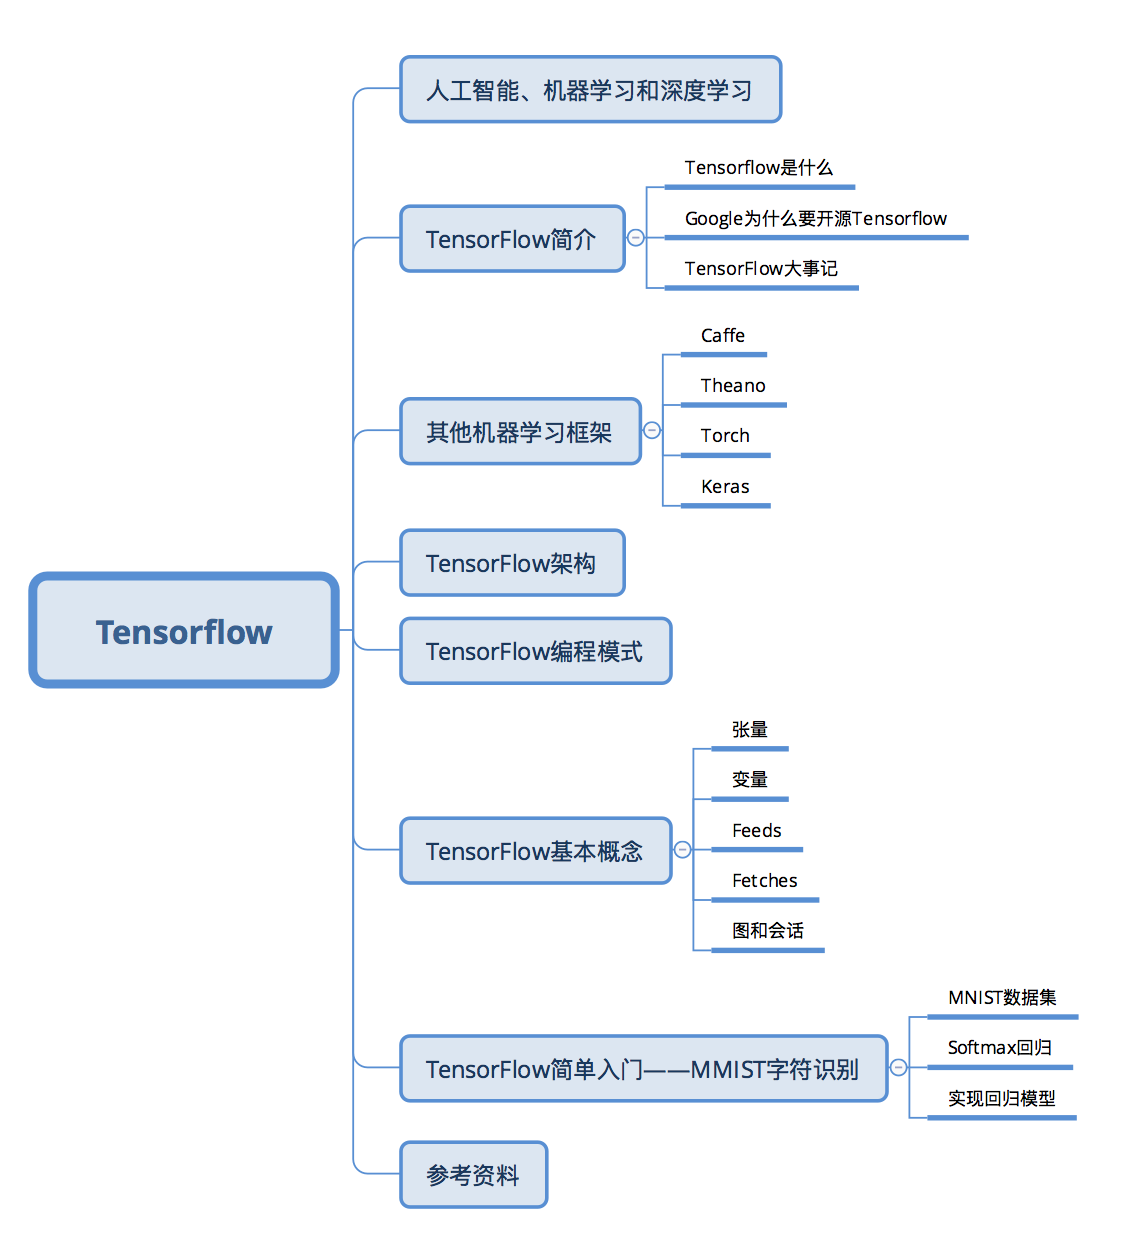 人工智能、机器学习和深度学习
Tensorflow是什么
TensorFlow简介
Google为什么要开源Tensorflow
TensorFlow大事记
Caffe
Theano
其他机器学习框架
Torch
Keras
TensorFlow架构
Tensorflow
TensorFlow编程模式
张量
变量
Feeds
TensorFlow基本概念
Fetches
图和会话
MNIST数据集
Softmax回归
TensorFlow简单入门——MMIST字符识别
实现回归模型
参考资料